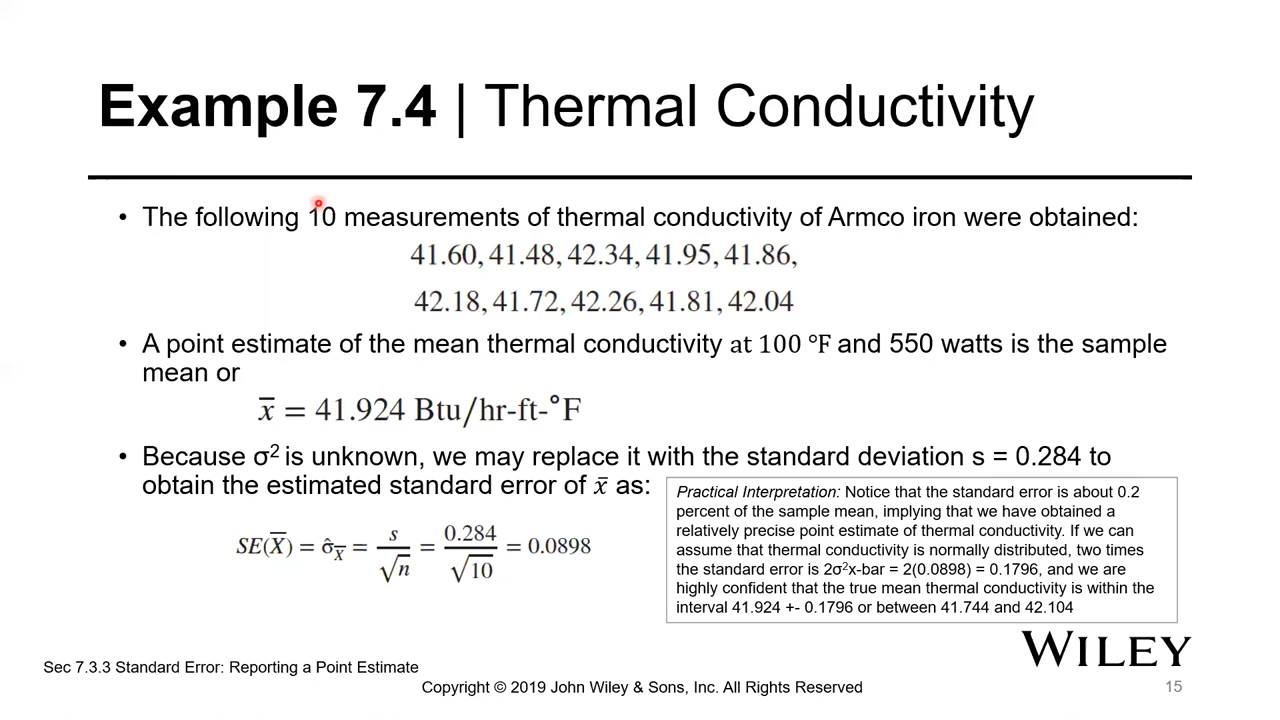 Example 7.4 | Thermal Conductivity
• The following 10 measurements of thermal conductivity of Armco iron were obtained:
41.60, 41.48, 42.34, 41.95, 41.86,
42.18, 41.72, 42.26, 41.81, 42.04
• A point estimate of the mean thermal conductivity at 100 °F and 550 watts is the sample
mean or
x̅ = 41.924 Btu/hr-ft-°F
• Because σ² is unknown, we may replace it with the standard deviation s = 0.284 to
obtain the estimated standard error of x̅ as:
SE(X̅) = σ̂_X̅ = s/√n = 0.284/√10 = 0.0898
Practical Interpretation: Notice that the standard error is about 0.2
percent of the sample mean, implying that we have obtained a
relatively precise point estimate of thermal conductivity. If we can
assume that thermal conductivity is normally distributed, two times
the standard error is 2σ²x-bar = 2(0.0898) = 0.1796, and we are
highly confident that the true mean thermal conductivity is within the
interval 41.924 +- 0.1796 or between 41.744 and 42.104
WILEY
Sec 7.3.3 Standard Error: Reporting a Point Estimate
Copyright © 2019 John Wiley & Sons, Inc. All Rights Reserved
15